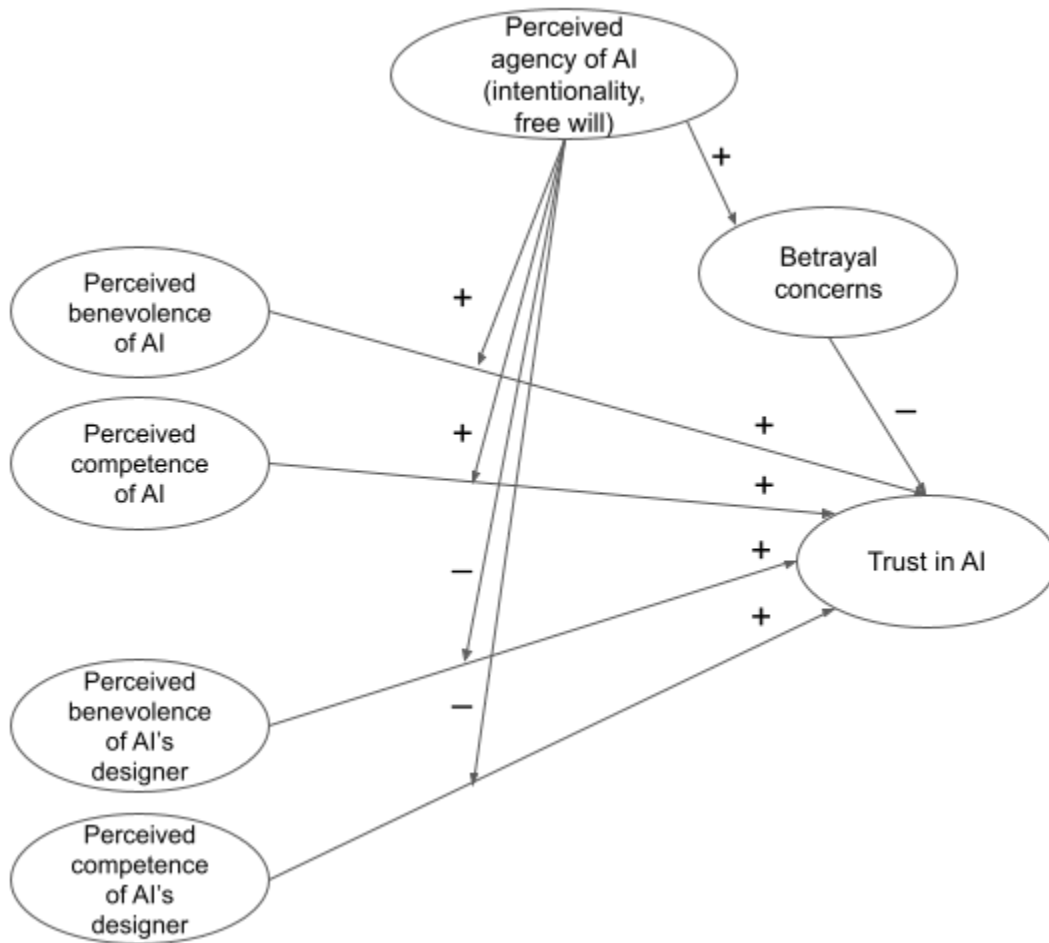 Perceived
agency of AI
(intentionality,
free will)
+
Betrayal
concerns
Perceived
benevolence
of AI
+
Perceived
competence
of AI
+
+
–
+
+
Trust in AI
–
+
Perceived
benevolence
of AI's
designer
–
Perceived
competence
of AI's
designer